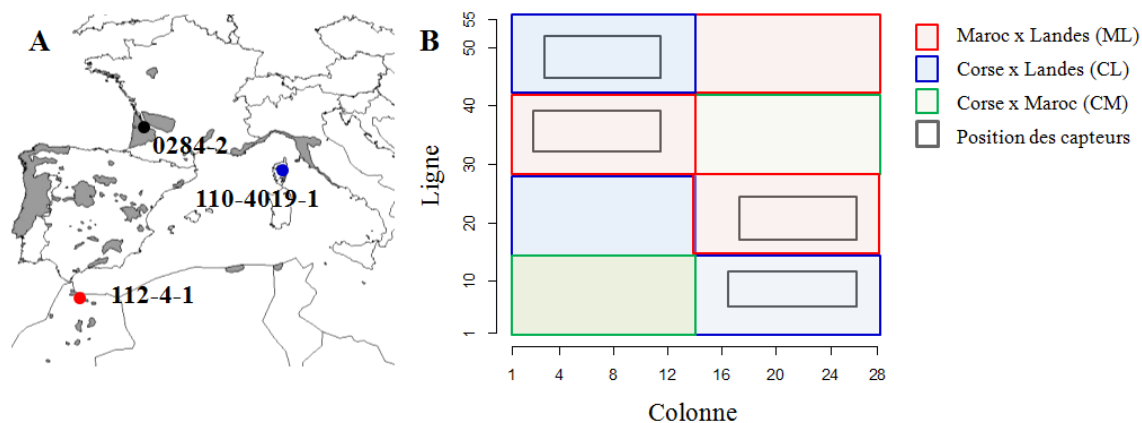 A
0284-2
110-4019-1
112-4-1
B
Ligne
55
50
40
30
20
10
1
1 4 8 12 16 20 24 28
Colonne
Maroc x Landes (ML)
Corse x Landes (CL)
Corse x Maroc (CM)
Position des capteurs